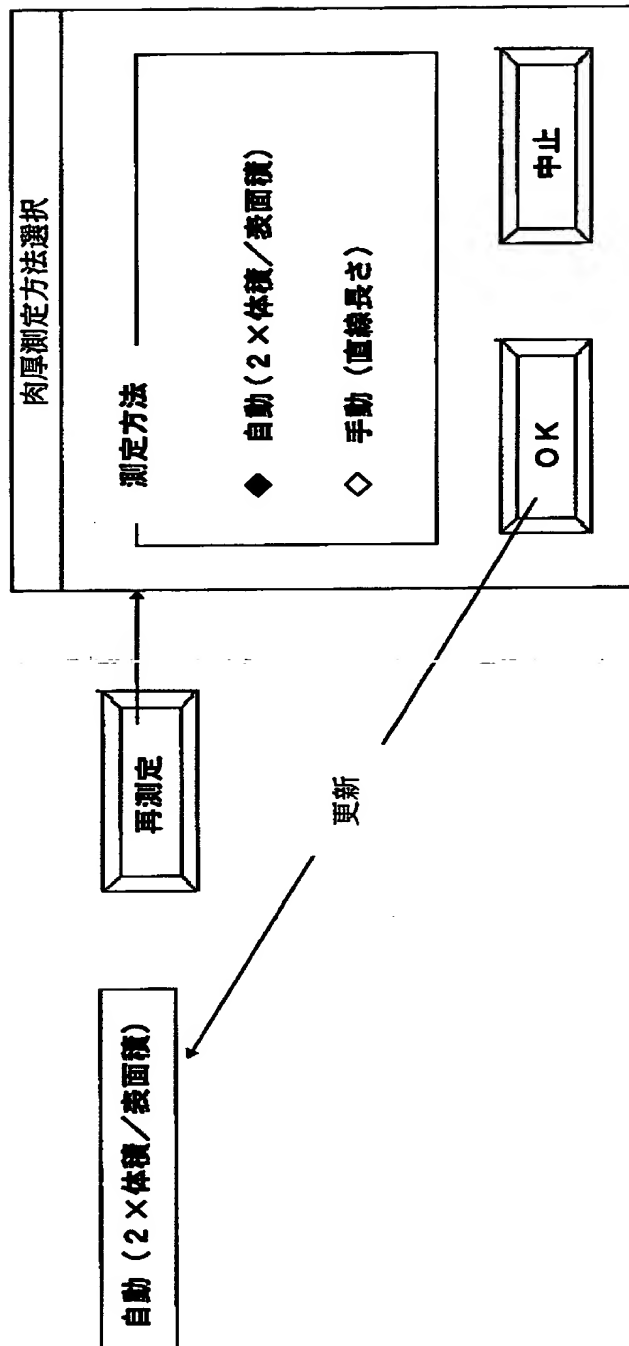 自動（2×体積／表面積）
再測定
更新
肉厚測定方法選択
測定方法
◆ 自動（2×体積／表面積）
◇ 手動（直線長さ）
OK
中止